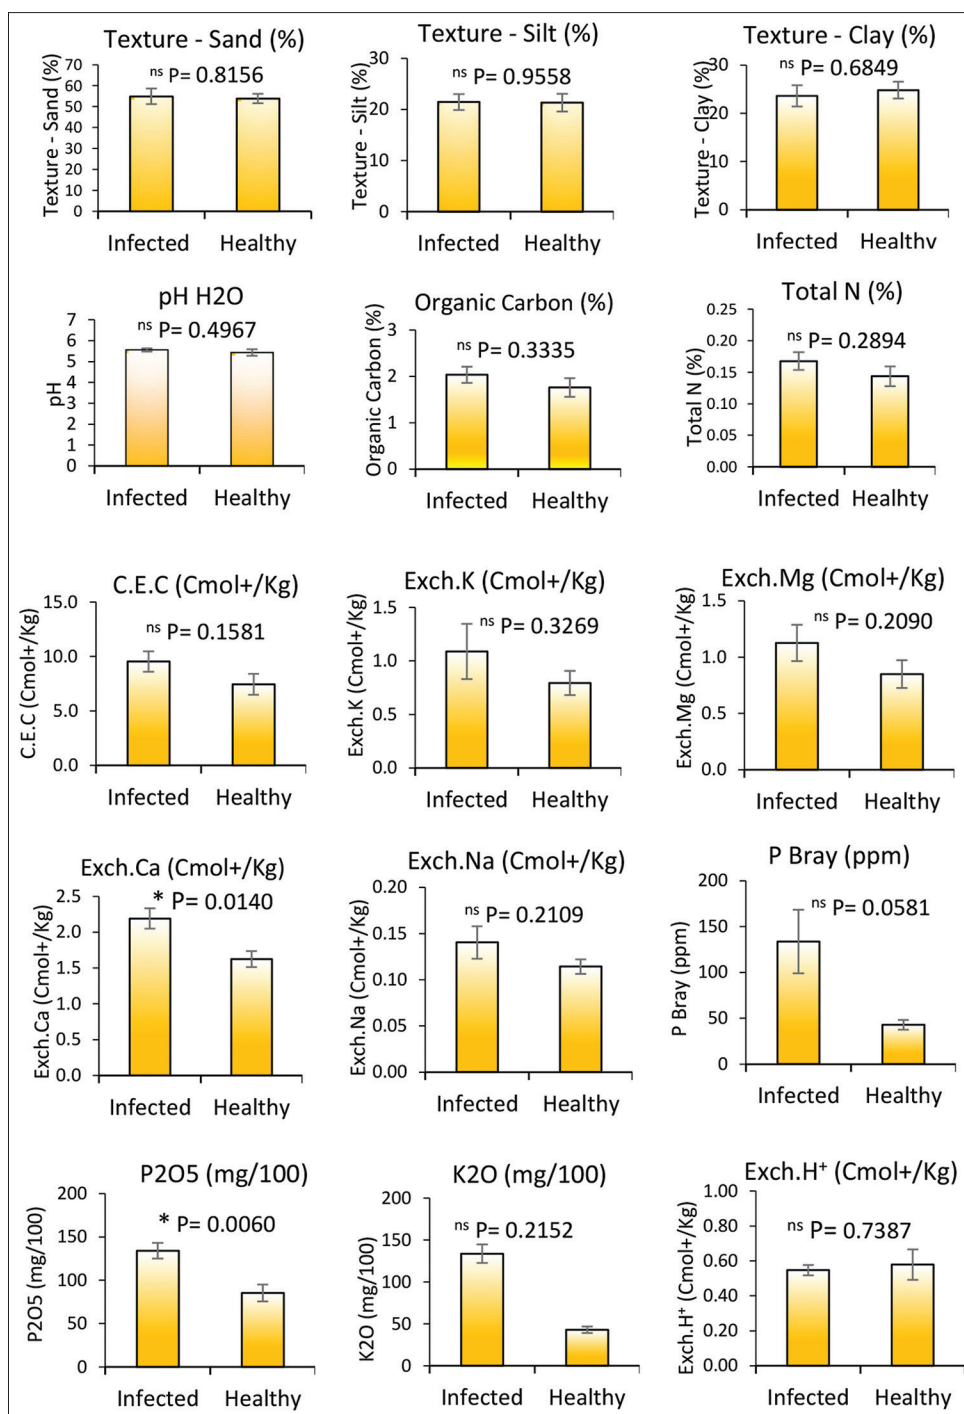 Texture - Sand (%)
ns P= 0.8156
Texture - Sand (%)
70
60
50
40
30
20
10
0
Infected Healthy
Texture - Silt (%)
ns P= 0.9558
Texture - Silt (%)
30
20
10
0
Infected Healthy
Texture - Clay (%)
ns P= 0.6849
Texture - Clay (%)
30
20
10
0
Infected Healthy
pH H2O
ns P= 0.4967
pH
7
6
5
4
3
2
1
0
Infected Healthy
Organic Carbon (%)
ns P= 0.3335
Organic Carbon (%)
3
2
1
0
Infected Healthy
Total N (%)
ns P= 0.2894
Total N (%)
0.20
0.15
0.10
0.05
0.00
Infected Healhty
C.E.C (Cmol+/Kg)
ns P= 0.1581
C.E.C (Cmol+/Kg)
15.0
10.0
5.0
0.0
Infected Healthy
Exch.K (Cmol+/Kg)
ns P= 0.3269
Exch.K (Cmol+/Kg)
1.5
1.0
0.5
0.0
Infected Healthy
Exch.Mg (Cmol+/Kg)
ns P= 0.2090
Exch.Mg (Cmol+/Kg)
1.5
1.0
0.5
0.0
Infected Healthy
Exch.Ca (Cmol+/Kg)
* P= 0.0140
Exch.Ca (Cmol+/Kg)
2.5
2.0
1.5
1.0
0.5
0.0
Infected Healthy
Exch.Na (Cmol+/Kg)
ns P= 0.2109
Exch.Na (Cmol+/Kg)
0.20
0.15
0.10
0.05
0.00
Infected Healthy
P Bray (ppm)
ns P= 0.0581
P Bray (ppm)
200
150
100
50
0
Infected Healthy
P2O5 (mg/100)
* P= 0.0060
P2O5 (mg/100)
200
150
100
50
0
Infected Healthy
K2O (mg/100)
ns P= 0.2152
K2O (mg/100)
200
150
100
50
0
Infected Healthy
Exch.H⁺ (Cmol+/Kg)
ns P= 0.7387
Exch.H⁺ (Cmol+/Kg)
1.00
0.80
0.60
0.40
0.20
0.00
Infected Healthy